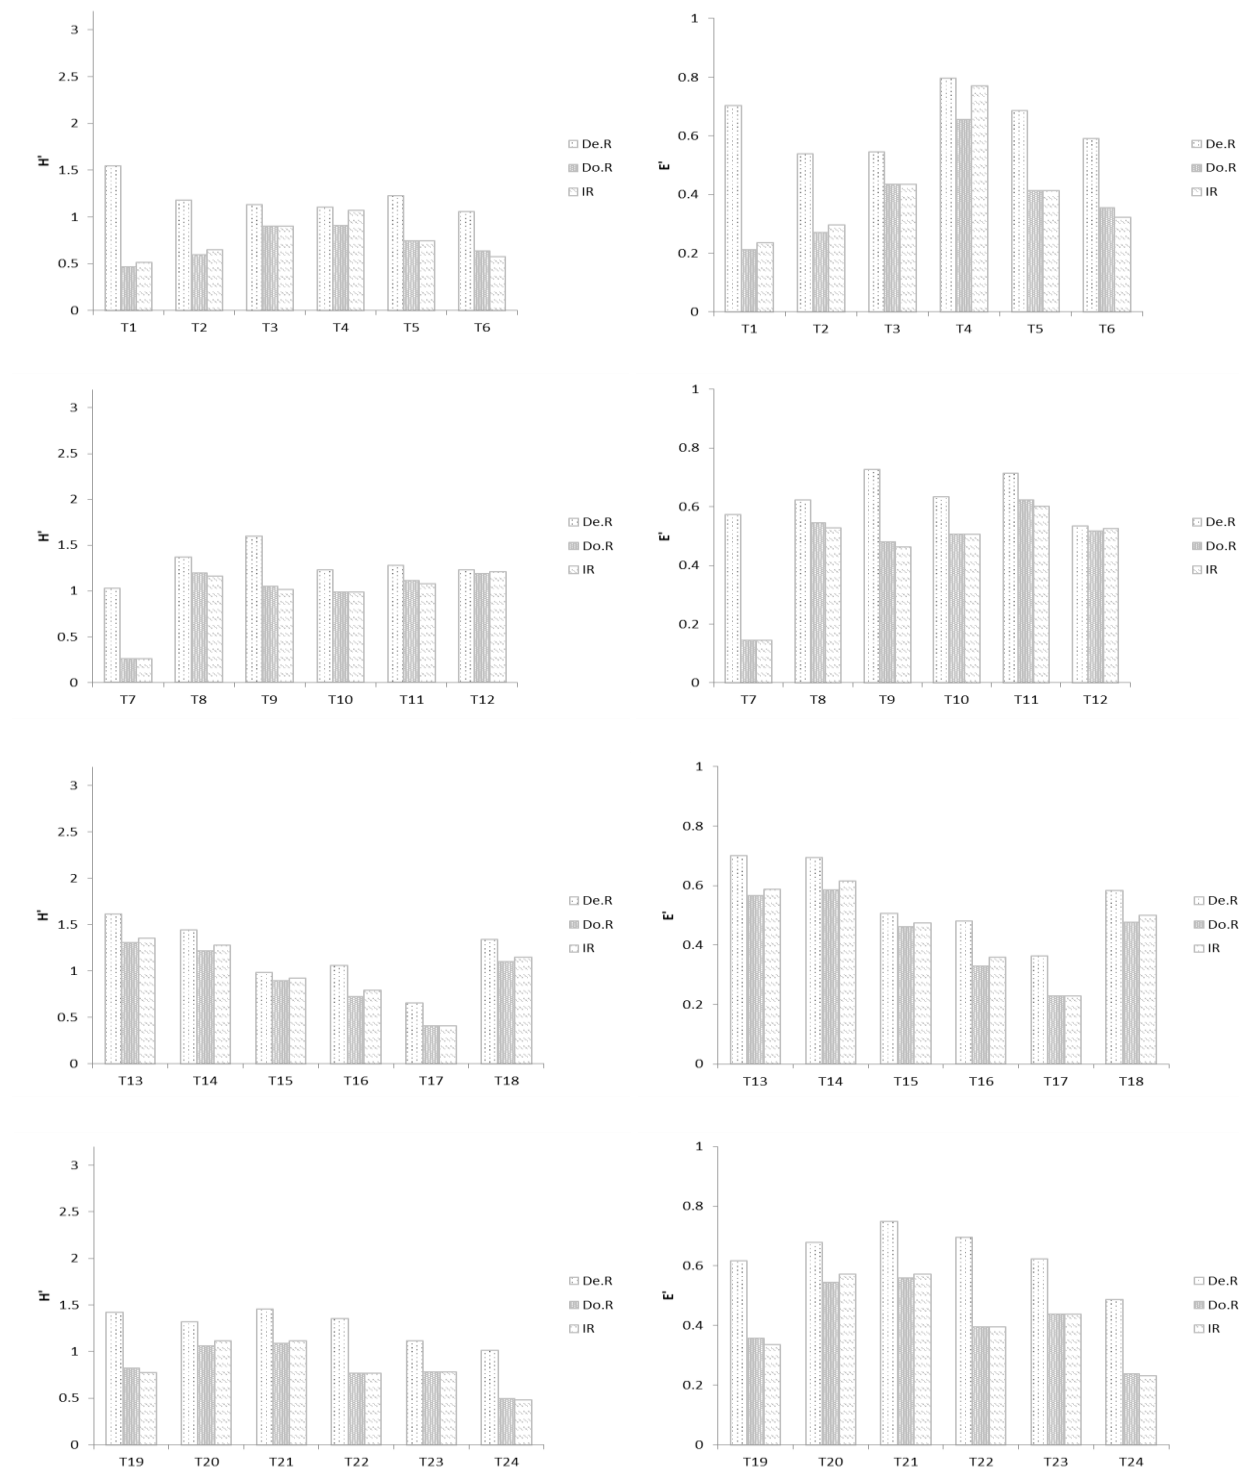 3
2.5
2
1.5
1
0.5
0
H'
T1 T2 T3 T4 T5 T6
De.R
Do.R
IR
1
0.8
0.6
0.4
0.2
0
E'
T1 T2 T3 T4 T5 T6
De.R
Do.R
IR
3
2.5
2
1.5
1
0.5
0
H'
T7 T8 T9 T10 T11 T12
De.R
Do.R
IR
1
0.8
0.6
0.4
0.2
0
E'
T7 T8 T9 T10 T11 T12
De.R
Do.R
IR
3
2.5
2
1.5
1
0.5
0
H'
T13 T14 T15 T16 T17 T18
De.R
Do.R
IR
1
0.8
0.6
0.4
0.2
0
E'
T13 T14 T15 T16 T17 T18
De.R
Do.R
IR
3
2.5
2
1.5
1
0.5
0
H'
T19 T20 T21 T22 T23 T24
De.R
Do.R
IR
1
0.8
0.6
0.4
0.2
0
E'
T19 T20 T21 T22 T23 T24
De.R
Do.R
IR